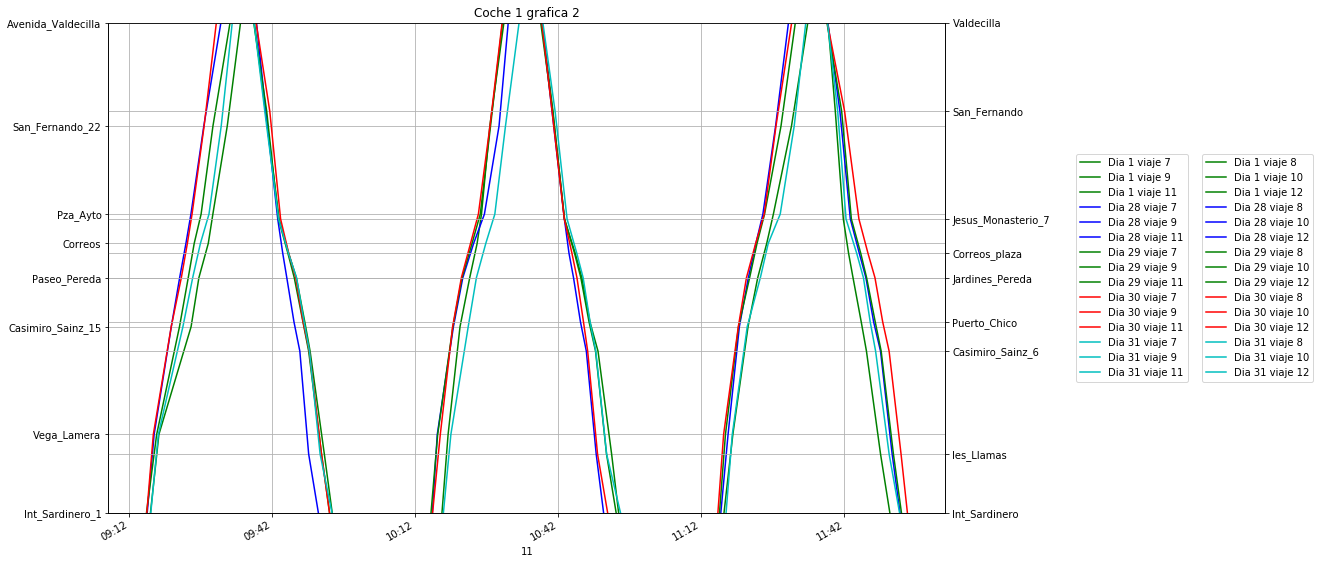 Coche 1 grafica 2
Avenida_Valdecilla
San_Fernando_22
Pza_Ayto
Correos
Paseo_Pereda
Casimiro_Sainz_15
Vega_Lamera
Int_Sardinero_1
Valdecilla
San_Fernando
Jesus_Monasterio_7
Correos_plaza
Jardines_Pereda
Puerto_Chico
Casimiro_Sainz_6
Ies_Llamas
Int_Sardinero
09:12
09:42
10:12
10:42
11:12
11:42
11
Dia 1 viaje 7
Dia 1 viaje 9
Dia 1 viaje 11
Dia 28 viaje 7
Dia 28 viaje 9
Dia 28 viaje 11
Dia 29 viaje 7
Dia 29 viaje 9
Dia 29 viaje 11
Dia 30 viaje 7
Dia 30 viaje 9
Dia 30 viaje 11
Dia 31 viaje 7
Dia 31 viaje 9
Dia 31 viaje 11
Dia 1 viaje 8
Dia 1 viaje 10
Dia 1 viaje 12
Dia 28 viaje 8
Dia 28 viaje 10
Dia 28 viaje 12
Dia 29 viaje 8
Dia 29 viaje 10
Dia 29 viaje 12
Dia 30 viaje 8
Dia 30 viaje 10
Dia 30 viaje 12
Dia 31 viaje 8
Dia 31 viaje 10
Dia 31 viaje 12